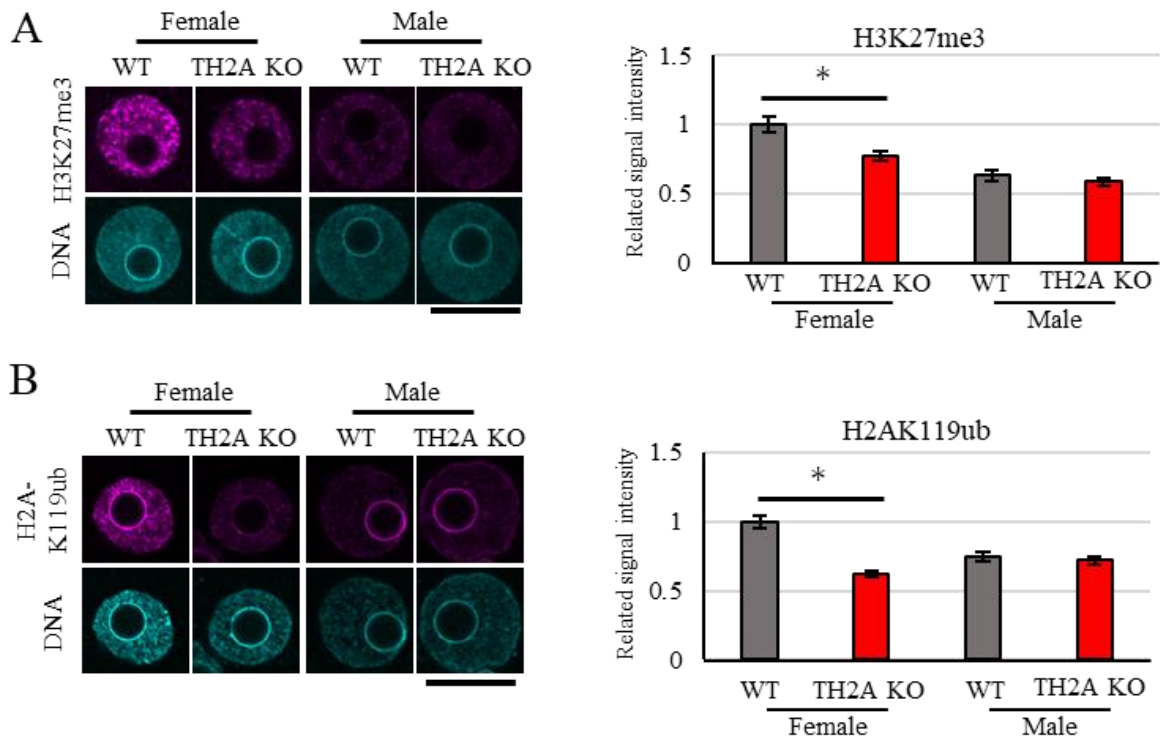 A
Female Male
WT TH2A KO WT TH2A KO
H3K27me3
DNA
H3K27me3
Related signal intensity
1.5
1
0.5
0
*
WT TH2A KO WT TH2A KO
Female Male
B
Female Male
WT TH2A KO WT TH2A KO
H2A-
K119ub
DNA
H2AK119ub
Related signal intensity
1.5
1
0.5
0
*
WT TH2A KO WT TH2A KO
Female Male